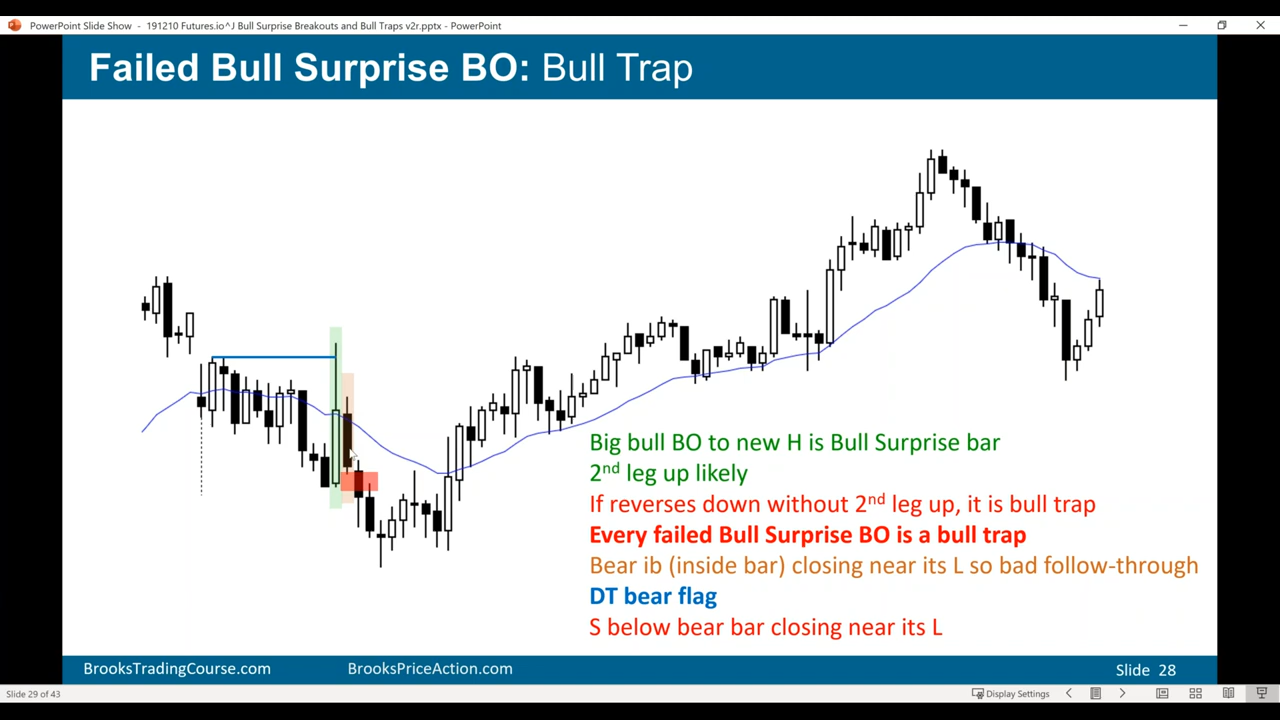 PowerPoint Slide Show - 191210 Futures.io^J Bull Surprise Breakouts and Bull Traps v2r.pptx - PowerPoint
Failed Bull Surprise BO: Bull Trap
Big bull BO to new H is Bull Surprise bar
2nd leg up likely
If reverses down without 2nd leg up, it is bull trap
Every failed Bull Surprise BO is a bull trap
Bear ib (inside bar) closing near its L so bad follow-through
DT bear flag
S below bear bar closing near its L
BrooksTradingCourse.com BrooksPriceAction.com Slide 28
Slide 29 of 43 Display Settings